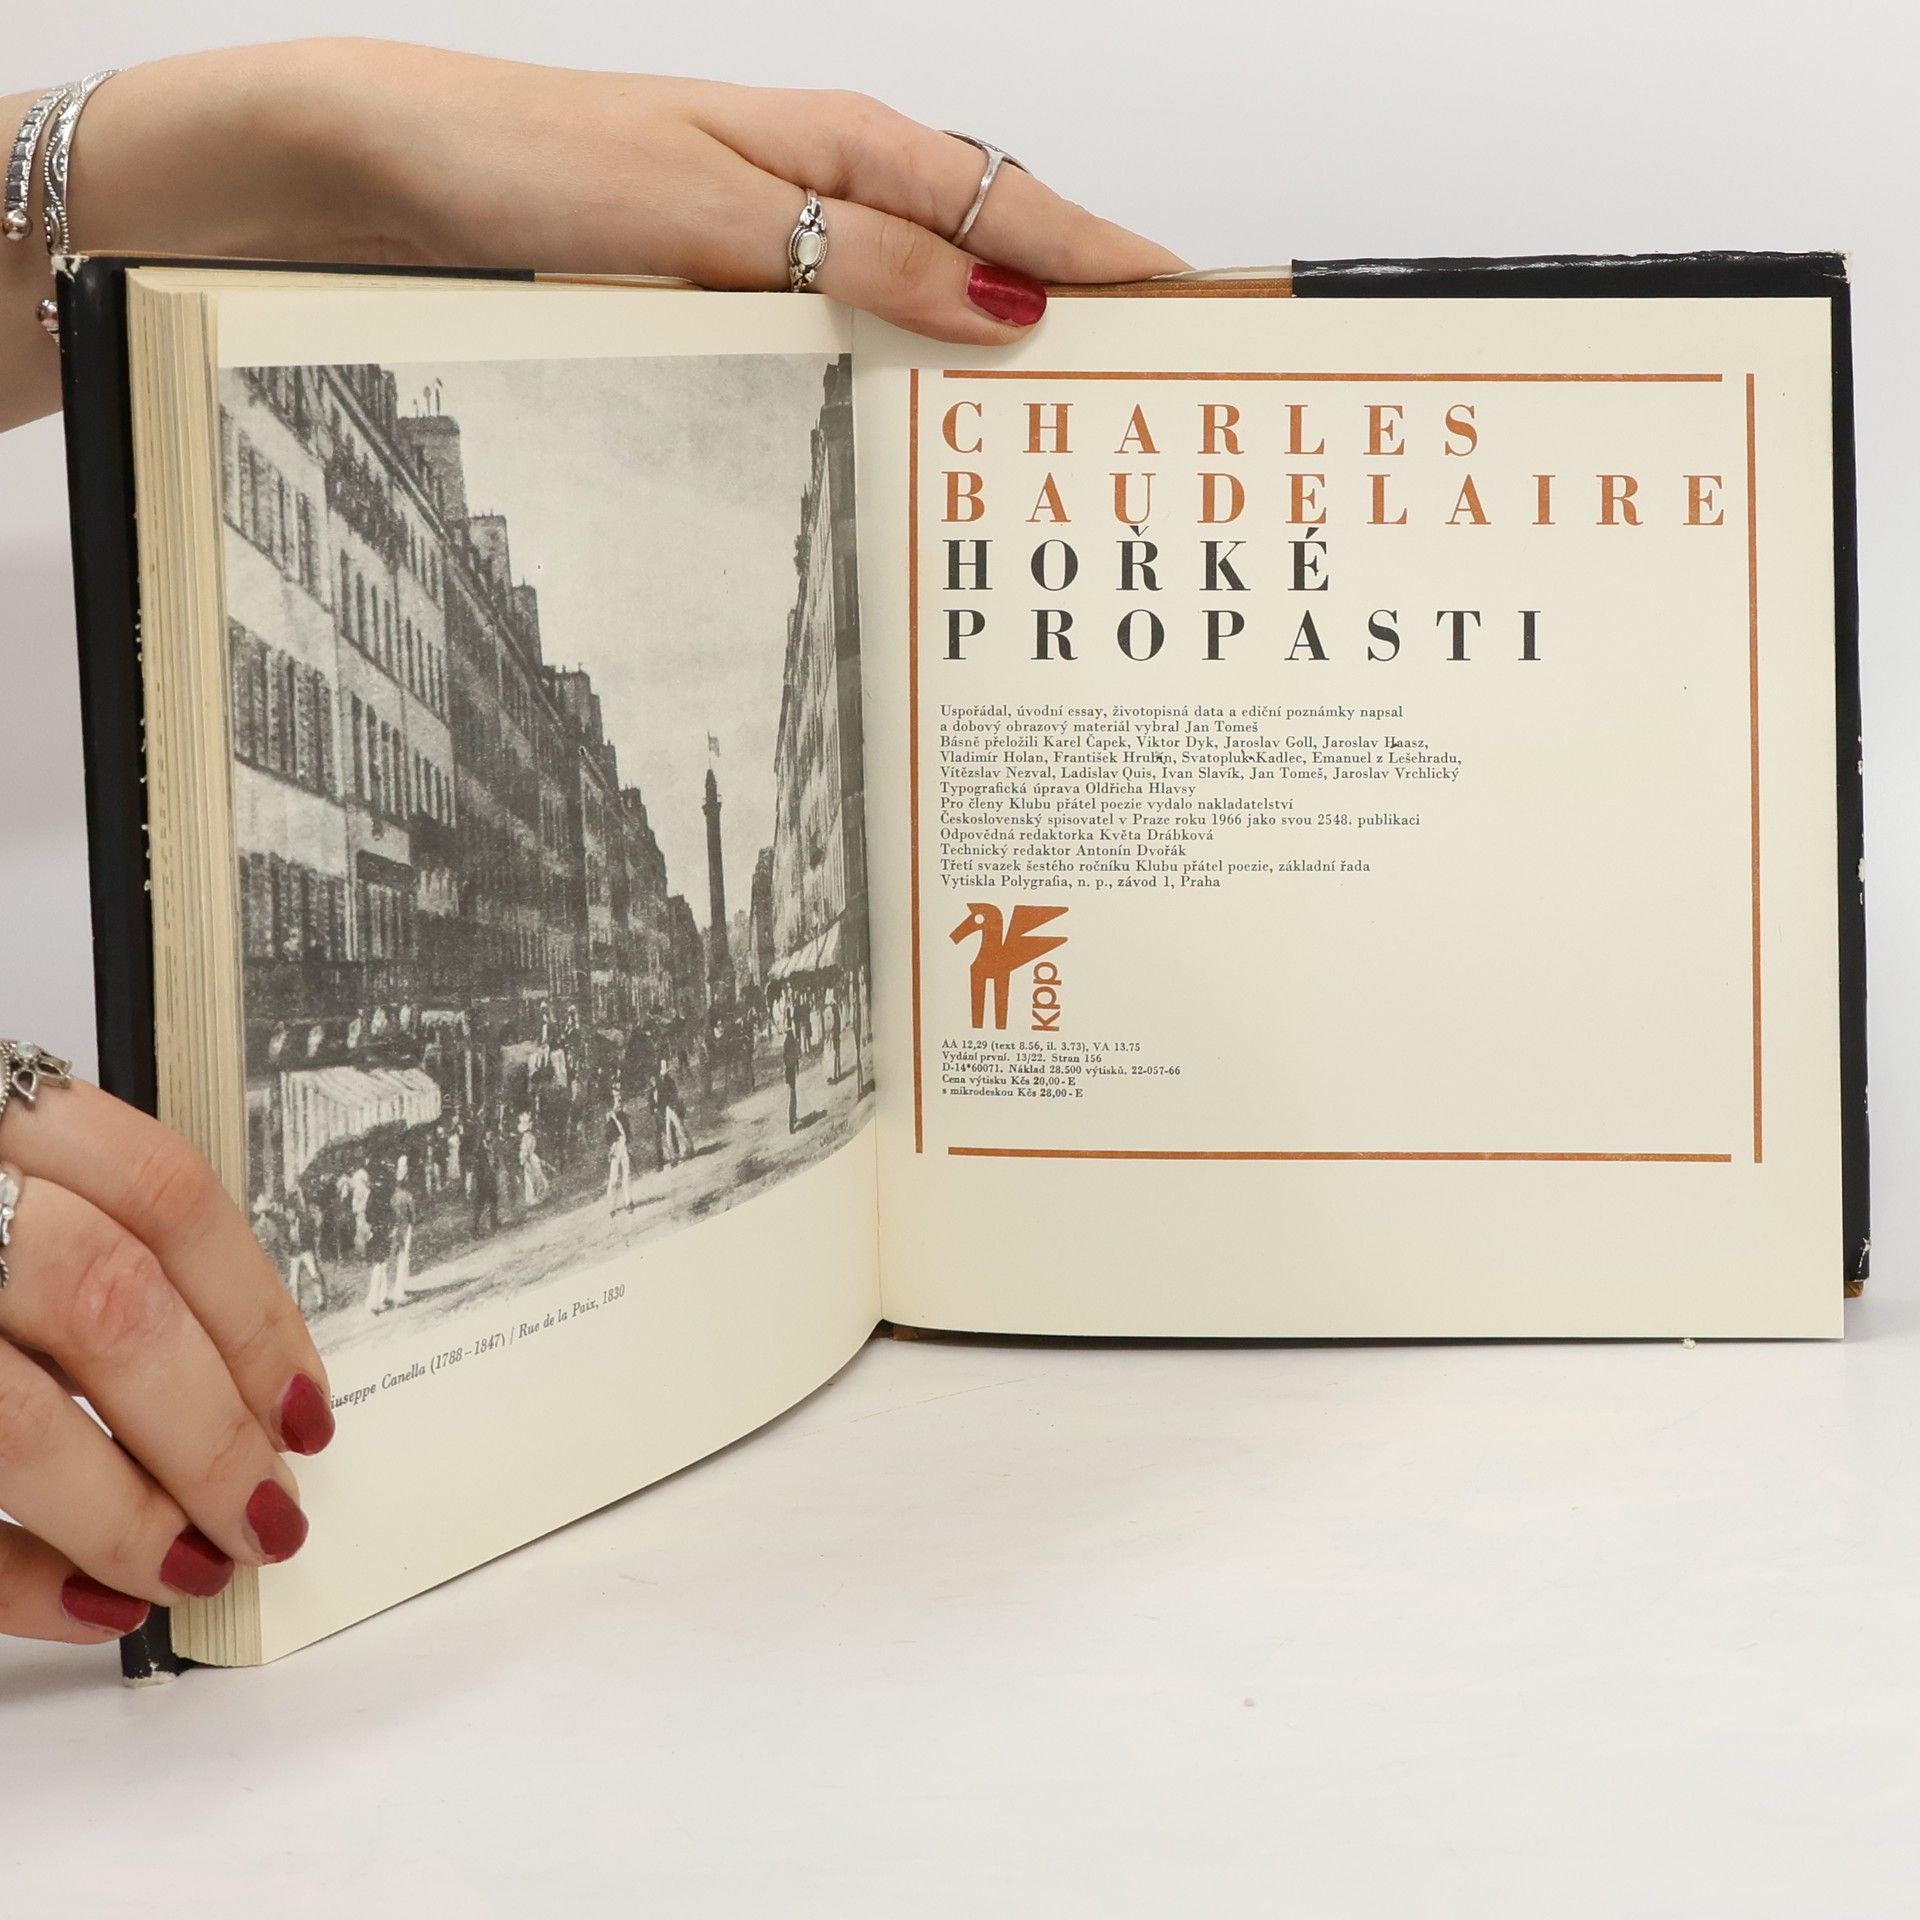 iuseppe Canella (1788–1847) / Rue de la Paix, 1830
CHARLES
BAUDELAIRE
HOŘKÉ
PROPASTI
Uspořádal, úvodní essay, životopisná data a ediční poznámky napsal
a dobový obrazový materiál vybral Jan Tomeš
Básně přeložili Karel Čapek, Viktor Dyk, Jaroslav Goll, Jaroslav Haasz,
Vladimír Holan, František Hrubín, Svatopluk Kadlec, Emanuel z Lešehradu,
Vítězslav Nezval, Ladislav Quis, Ivan Slavík, Jan Tomeš, Jaroslav Vrchlický
Typografická úprava Oldřicha Hlavsy
Pro členy Klubu přátel poezie vydalo nakladatelství
Československý spisovatel v Praze roku 1966 jako svou 2548. publikaci
Odpovědná redaktorka Květa Drábková
Technický redaktor Antonín Dvořák
Třetí svazek šestého ročníku Klubu přátel poezie, základní řada
Vytiskla Polygrafia, n. p., závod 1, Praha
kpp
AA 12,29 (text 8.56, il. 3.73), VA 13.75
Vydání první. 13/22. Stran 156
D-14*60071. Náklad 28.500 výtisků. 22-057-66
Cena výtisku Kčs 20,00 - E
s mikrodeskou Kčs 28,00 - E